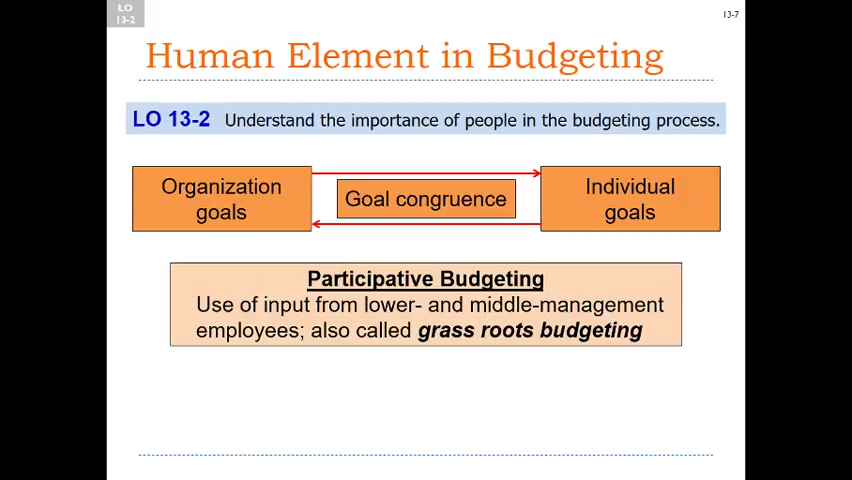 LO
13-2
13-7
Human Element in Budgeting
LO 13-2 Understand the importance of people in the budgeting process.
Organization
goals
Goal congruence
Individual
goals
Participative Budgeting
Use of input from lower- and middle-management
employees; also called grass roots budgeting